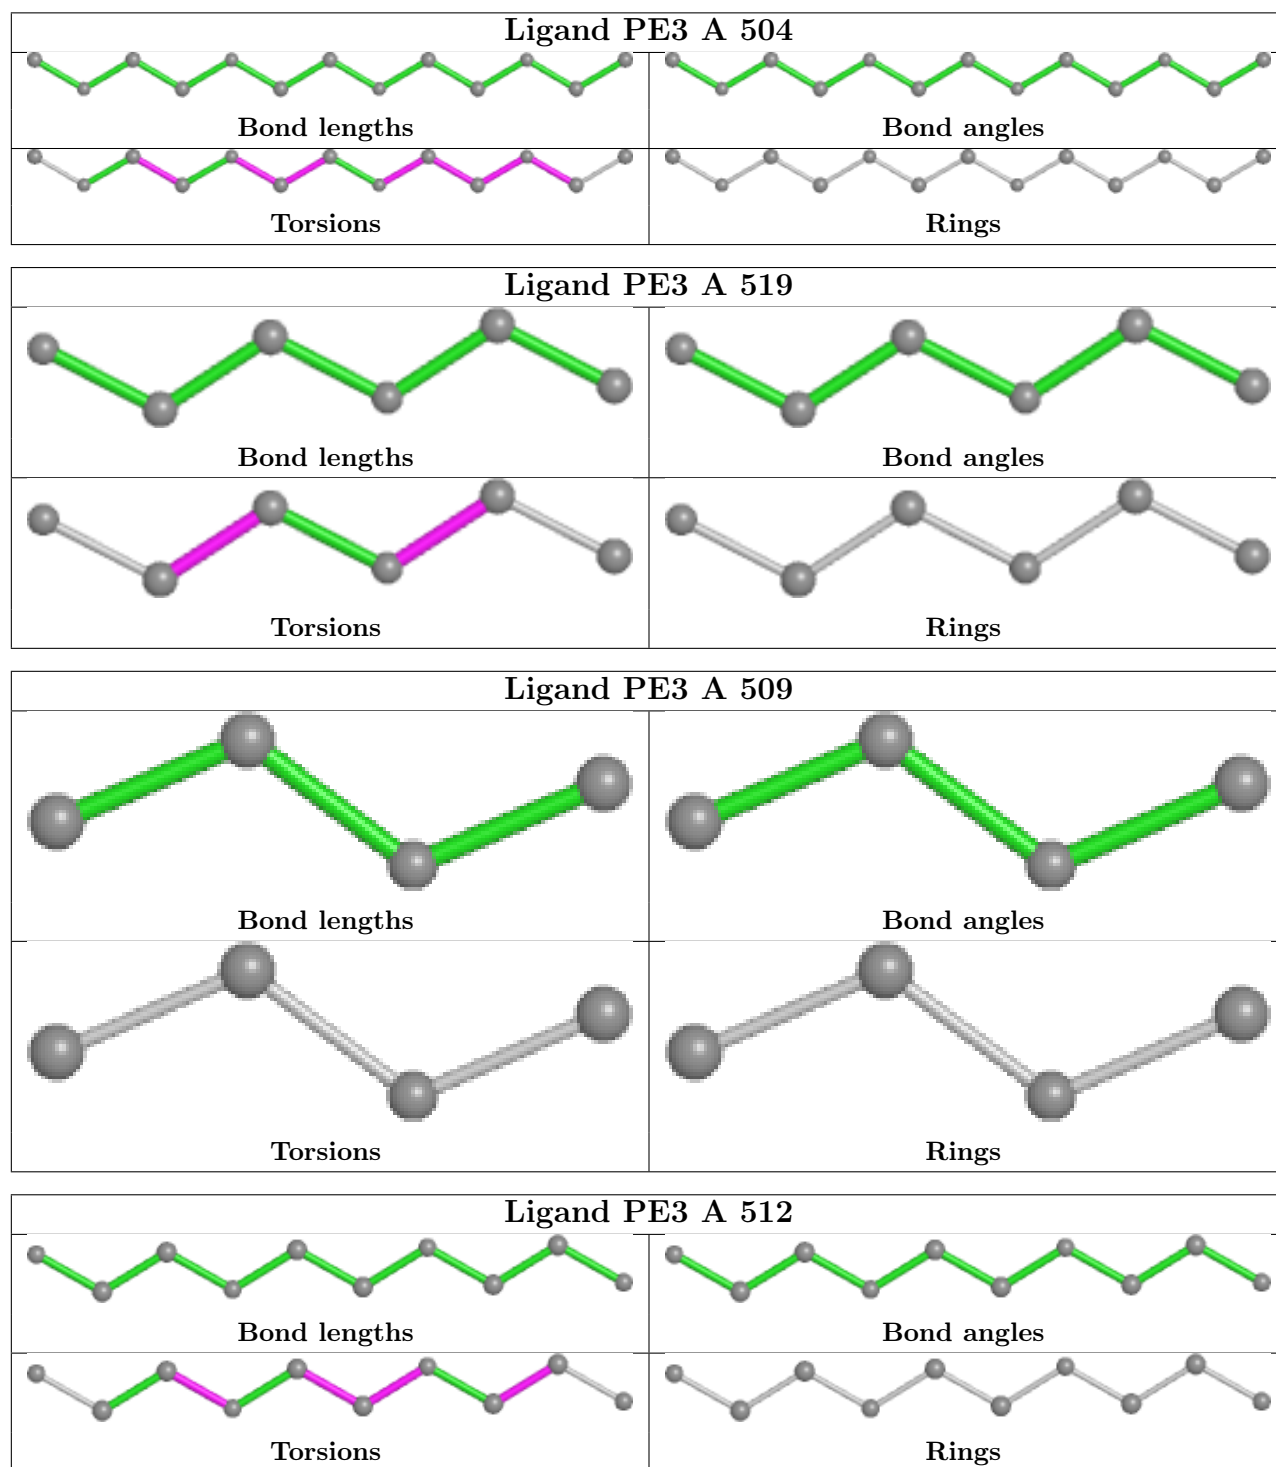 Ligand PE3 A 504
Bond lengths
Bond angles
Torsions
Rings
Ligand PE3 A 519
Bond lengths
Bond angles
Torsions
Rings
Ligand PE3 A 509
Bond lengths
Bond angles
Torsions
Rings
Ligand PE3 A 512
Bond lengths
Bond angles
Torsions
Rings